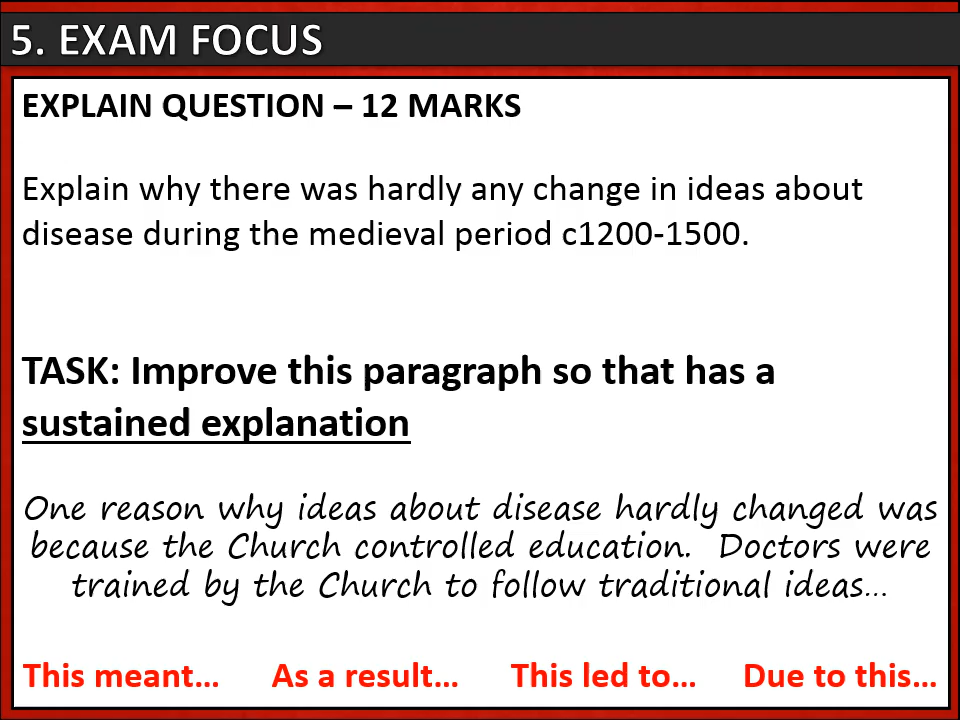 5. EXAM FOCUS
EXPLAIN QUESTION – 12 MARKS
Explain why there was hardly any change in ideas about
disease during the medieval period c1200-1500.
TASK: Improve this paragraph so that has a
sustained explanation
One reason why ideas about disease hardly changed was
because the Church controlled education. Doctors were
trained by the Church to follow traditional ideas…
This meant… As a result… This led to… Due to this…